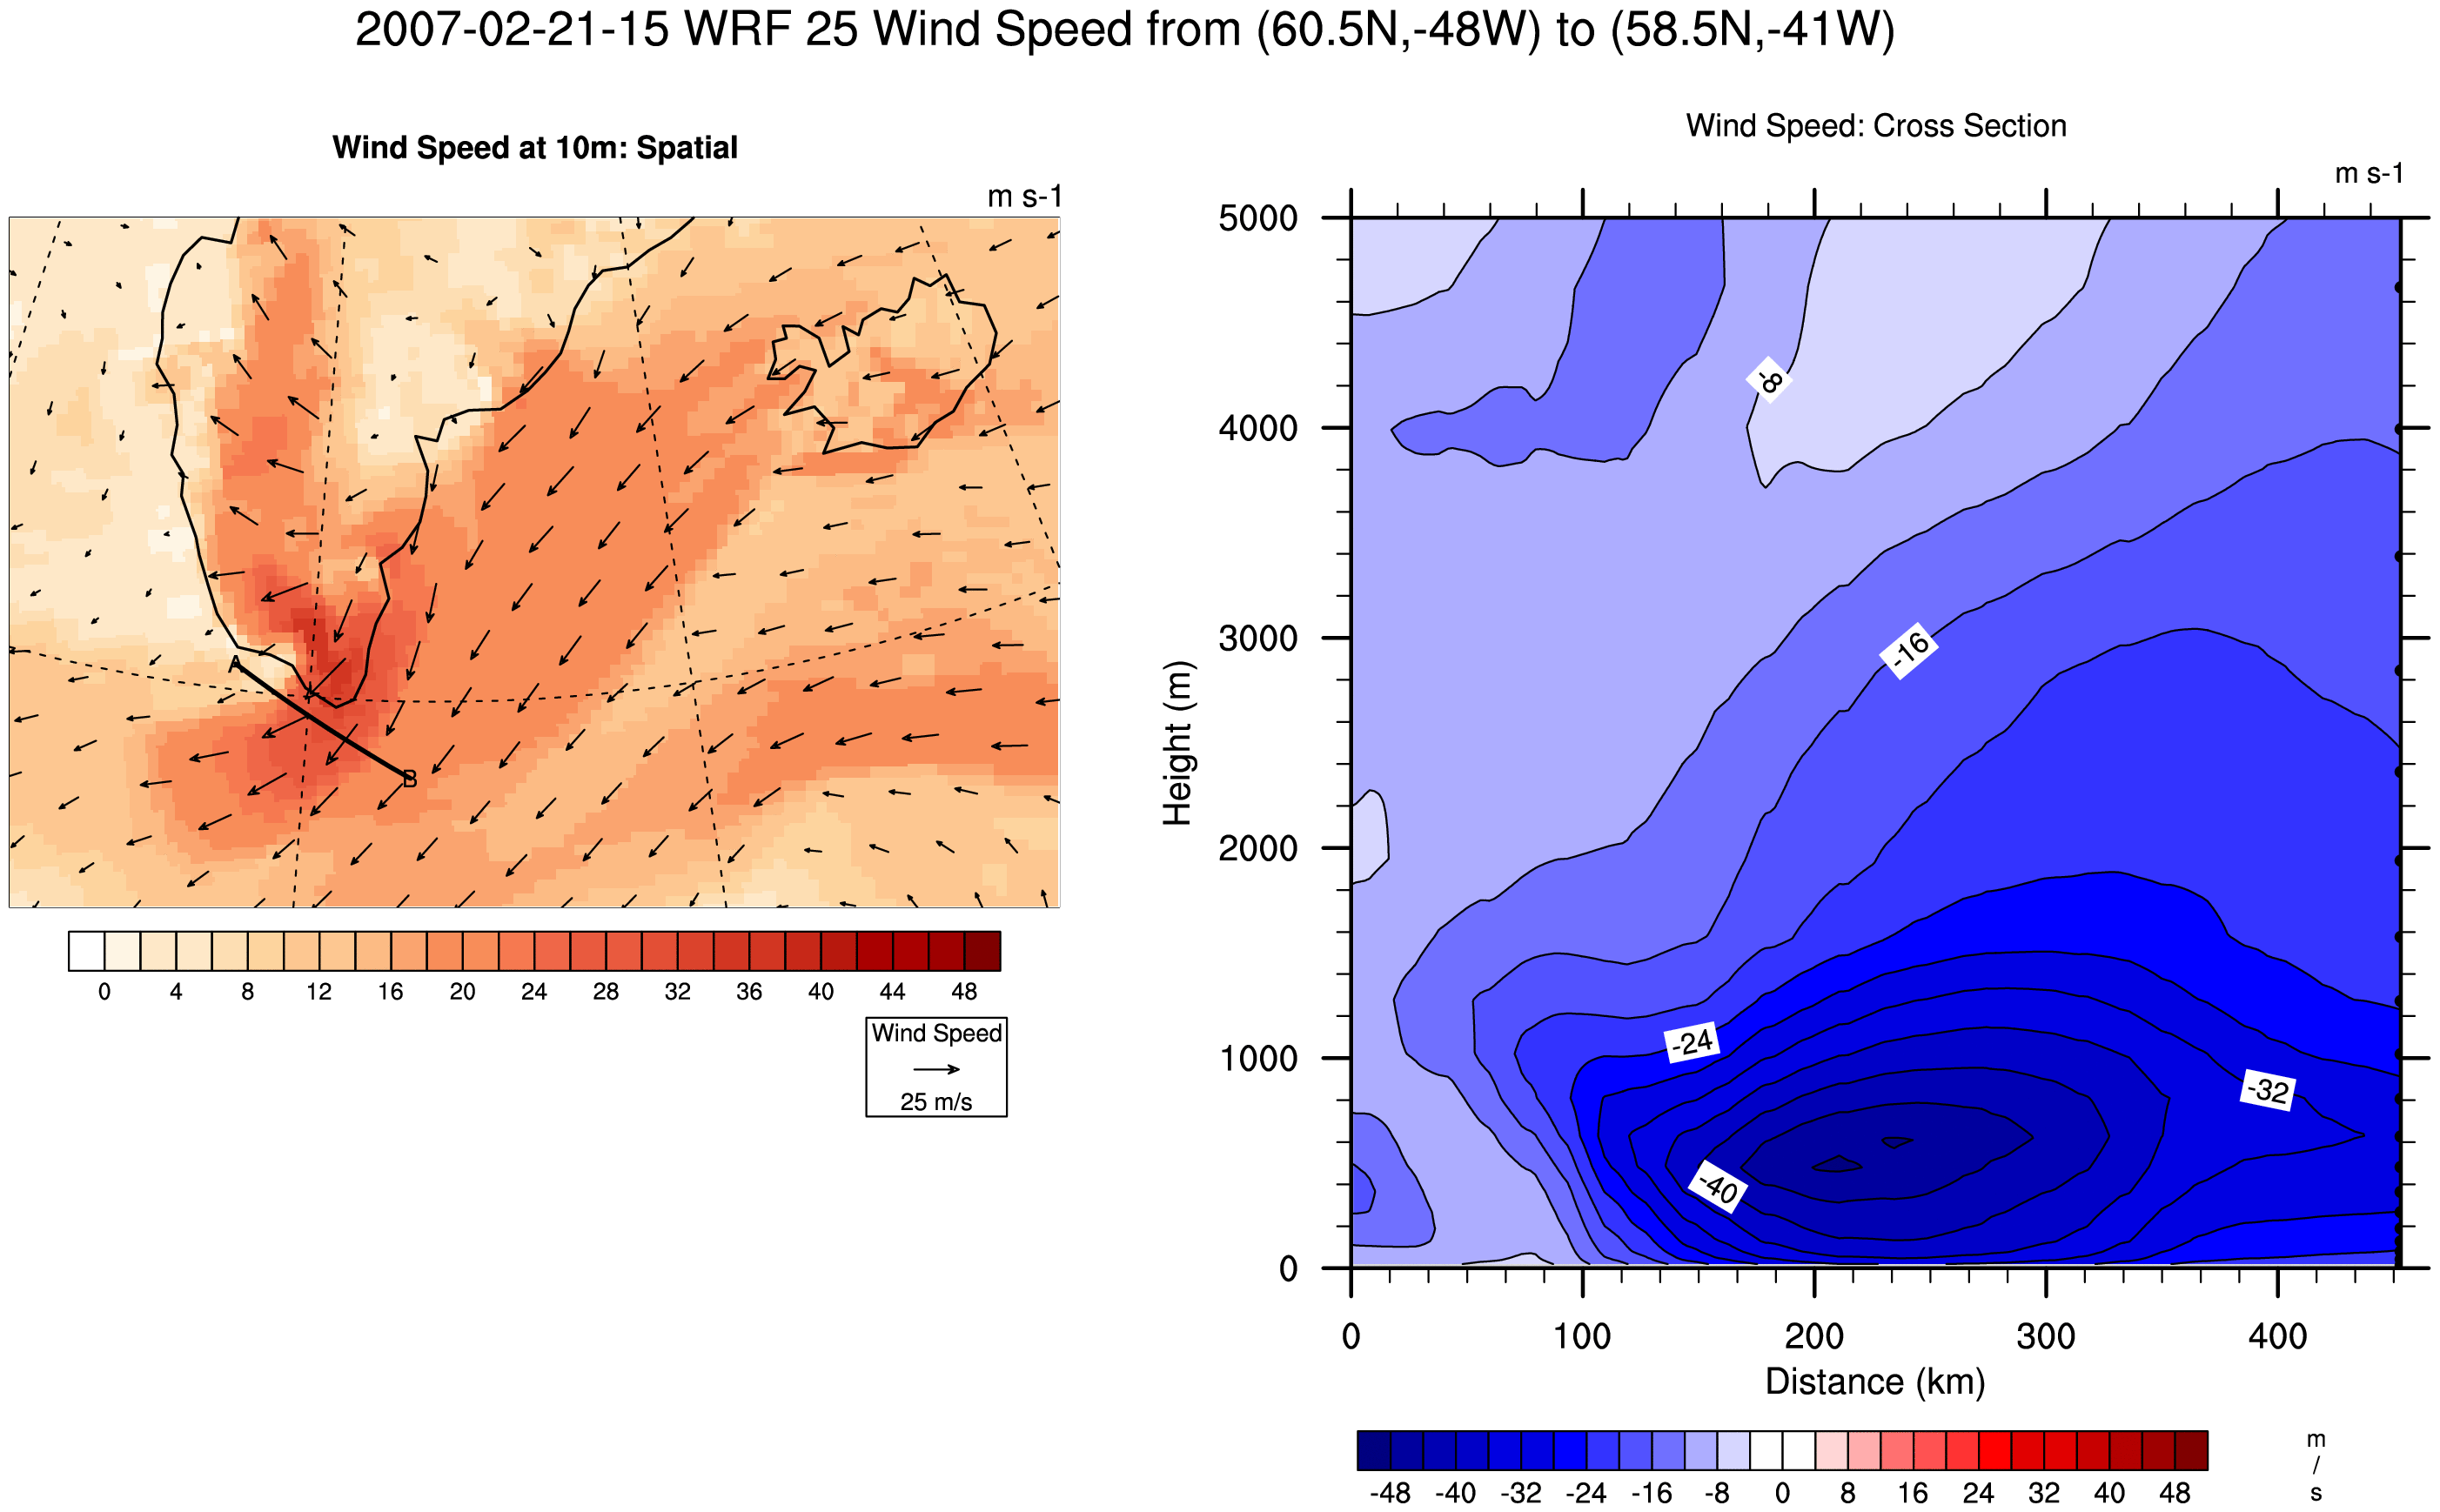 2007-02-21-15 WRF 25 Wind Speed from (60.5N,-48W) to (58.5N,-41W)
Wind Speed at 10m: Spatial
m s-1
A
B
0 4 8 12 16 20 24 28 32 36 40 44 48
Wind Speed
25 m/s
Wind Speed: Cross Section
m s-1
5000
4000
3000
2000
1000
0
Height (m)
-8
-16
-24
-32
-40
0 100 200 300 400
Distance (km)
-48 -40 -32 -24 -16 -8 0 8 16 24 32 40 48
m
/
s